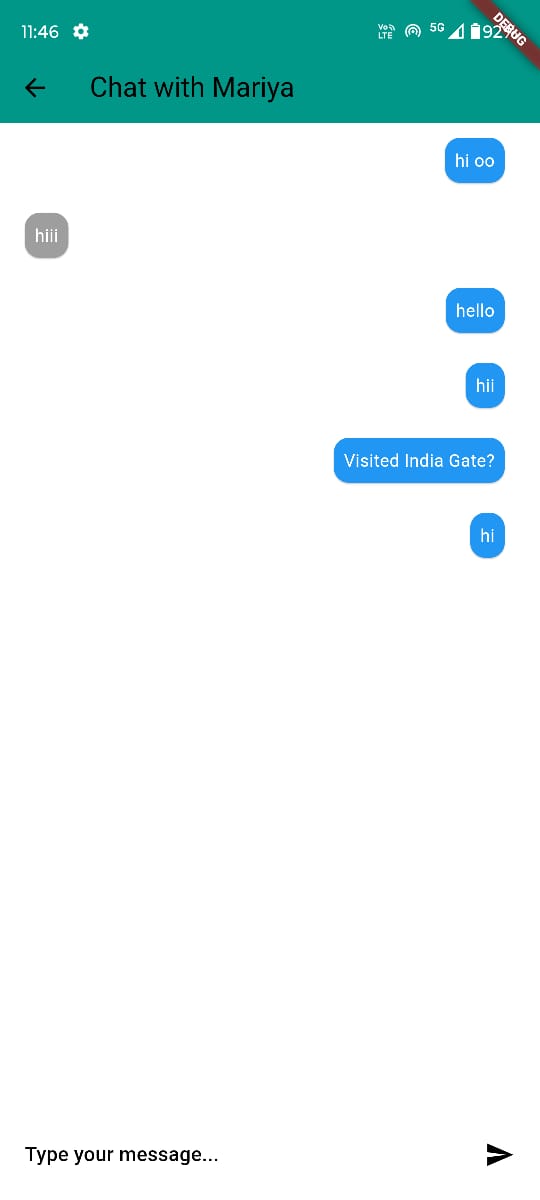 11:46 Vo LTE 5G 92% DEBUG
Chat with Mariya
hi oo
hiii
hello
hii
Visited India Gate?
hi
Type your message...